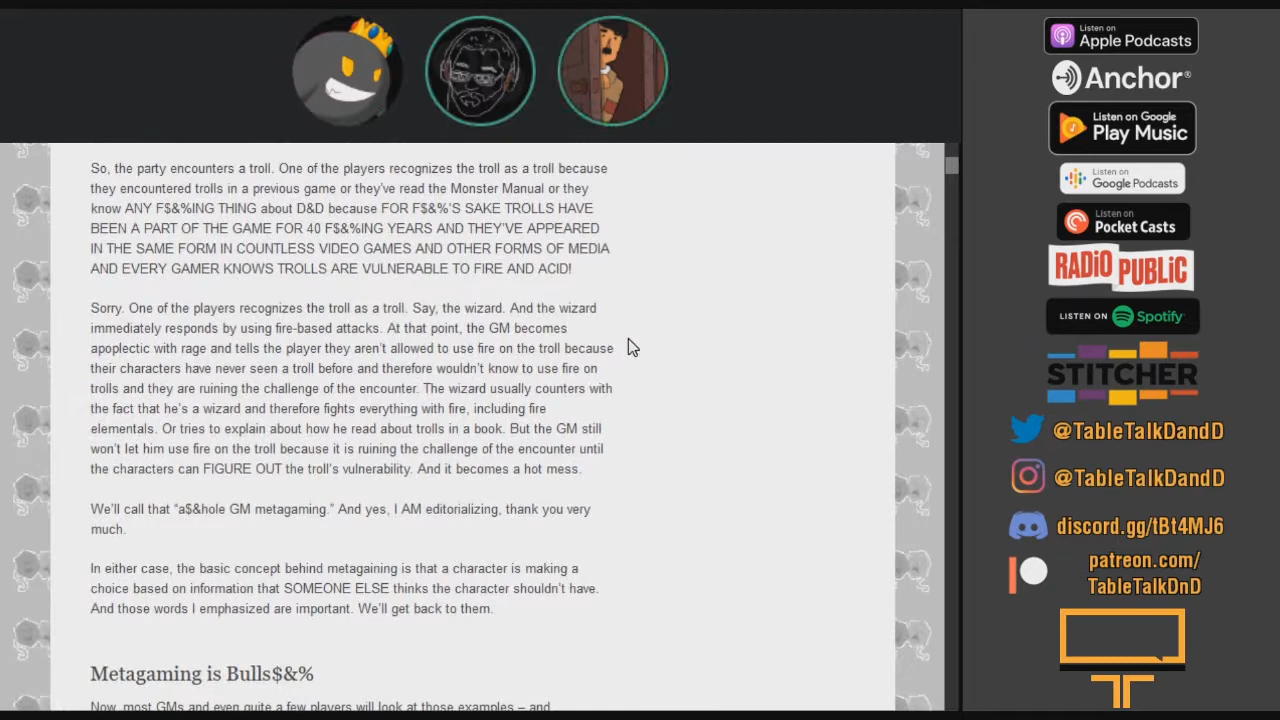 So, the party encounters a troll. One of the players recognizes the troll as a troll because
they encountered trolls in a previous game or they've read the Monster Manual or they
know ANY F$&%ING THING about D&D because FOR F$&%'S SAKE TROLLS HAVE
BEEN A PART OF THE GAME FOR 40 F$&%ING YEARS AND THEY'VE APPEARED
IN THE SAME FORM IN COUNTLESS VIDEO GAMES AND OTHER FORMS OF MEDIA
AND EVERY GAMER KNOWS TROLLS ARE VULNERABLE TO FIRE AND ACID!
Sorry. One of the players recognizes the troll as a troll. Say, the wizard. And the wizard
immediately responds by using fire-based attacks. At that point, the GM becomes
apoplectic with rage and tells the player they aren't allowed to use fire on the troll because
their characters have never seen a troll before and therefore wouldn't know to use fire on
trolls and they are ruining the challenge of the encounter. The wizard usually counters with
the fact that he's a wizard and therefore fights everything with fire, including fire
elementals. Or tries to explain about how he read about trolls in a book. But the GM still
won't let him use fire on the troll because it is ruining the challenge of the encounter until
the characters can FIGURE OUT the troll's vulnerability. And it becomes a hot mess.
We'll call that “a$&hole GM metagaming.” And yes, I AM editorializing, thank you very
much.
In either case, the basic concept behind metagaining is that a character is making a
choice based on information that SOMEONE ELSE thinks the character shouldn't have.
And those words I emphasized are important. We'll get back to them.
Metagaming is Bulls$&%
Now, most GMs and even quite a few players will look at those examples – and
Listen on
Apple Podcasts
Anchor®
Listen on Google
Play Music
Listen on
Google Podcasts
Listen on
Pocket Casts
RADiO PUBLiC
LISTEN ON Spotify
STITCHER
@TableTalkDandD
@TableTalkDandD
discord.gg/tBt4MJ6
patreon.com/
TableTalkDnD